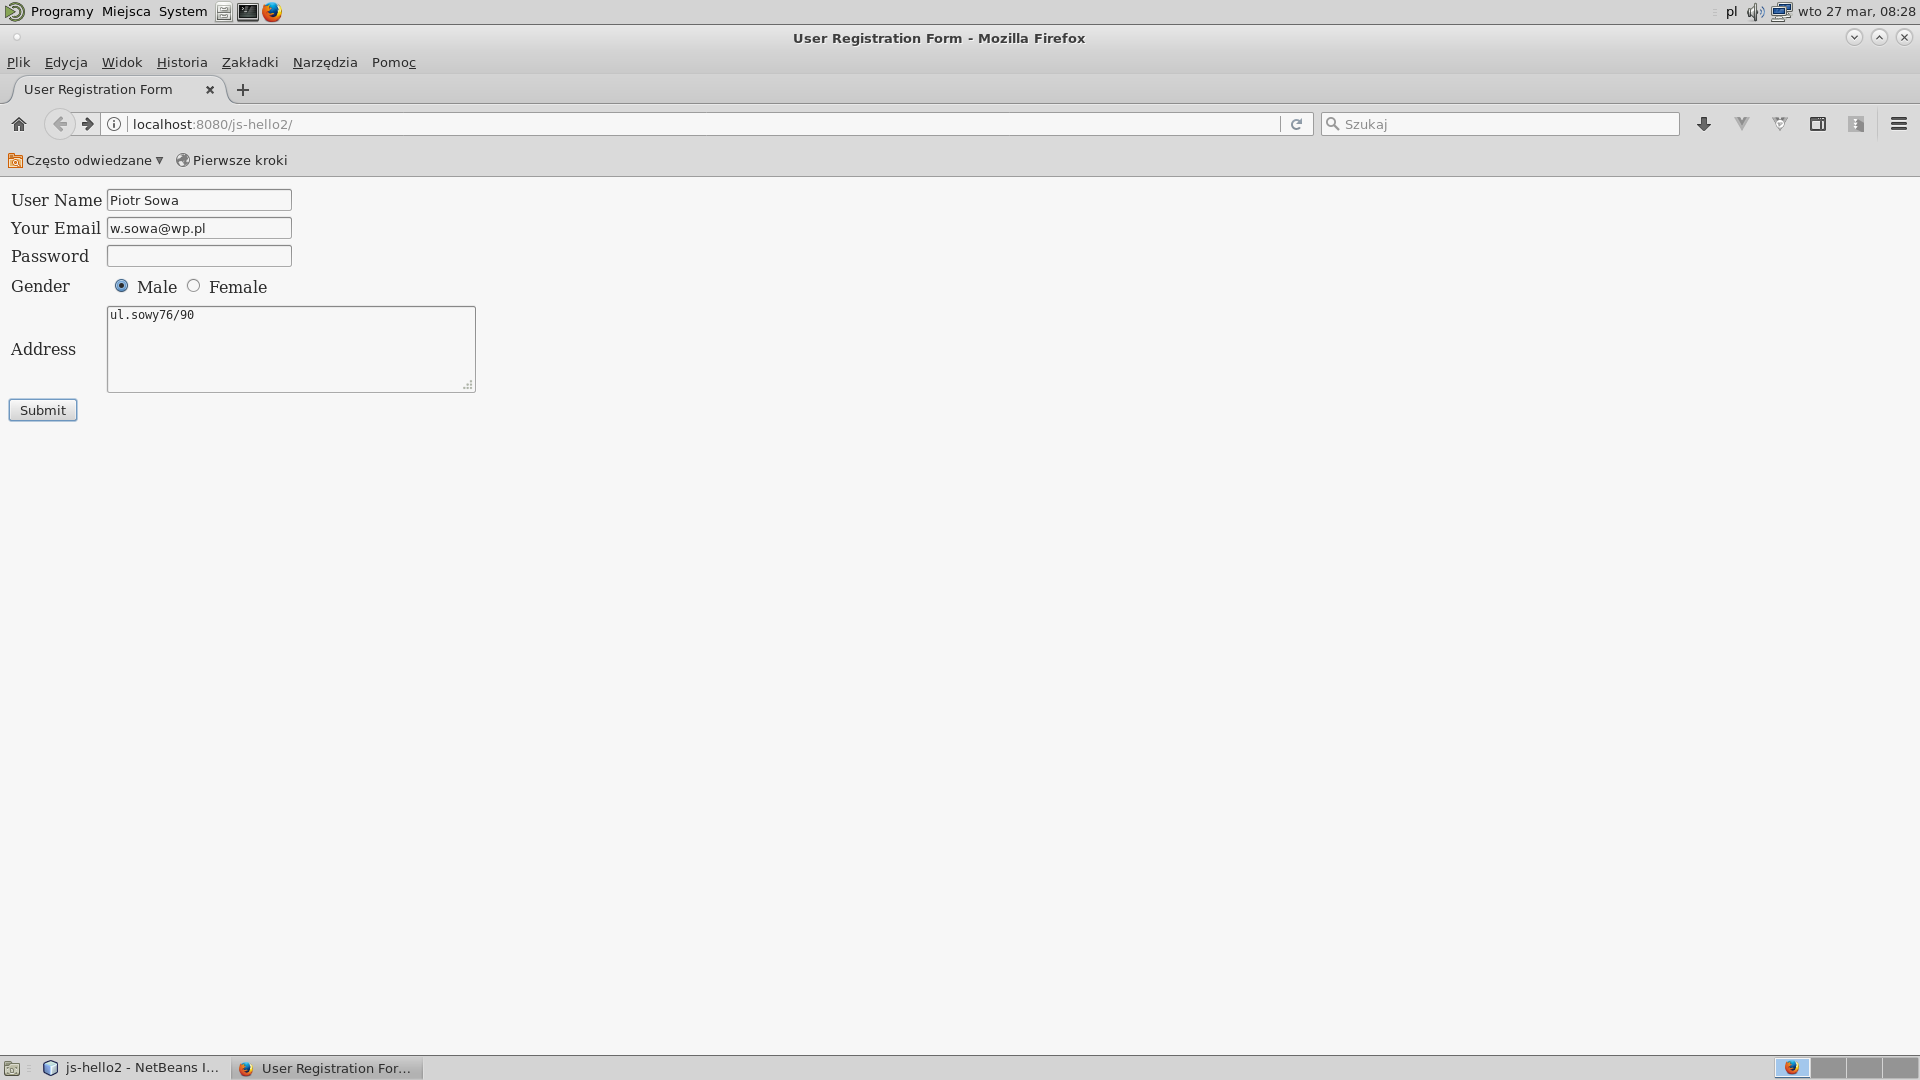 Programy Miejsca System pl wto 27 mar, 08:28
User Registration Form - Mozilla Firefox
Plik Edycja Widok Historia Zakładki Narzędzia Pomoc
User Registration Form
localhost:8080/js-hello2/ Szukaj
Często odwiedzane Pierwsze kroki
User Name Piotr Sowa
Your Email w.sowa@wp.pl
Password
Gender Male Female
ul.sowy76/90
Address
Submit
js-hello2 - NetBeans I... User Registration For...